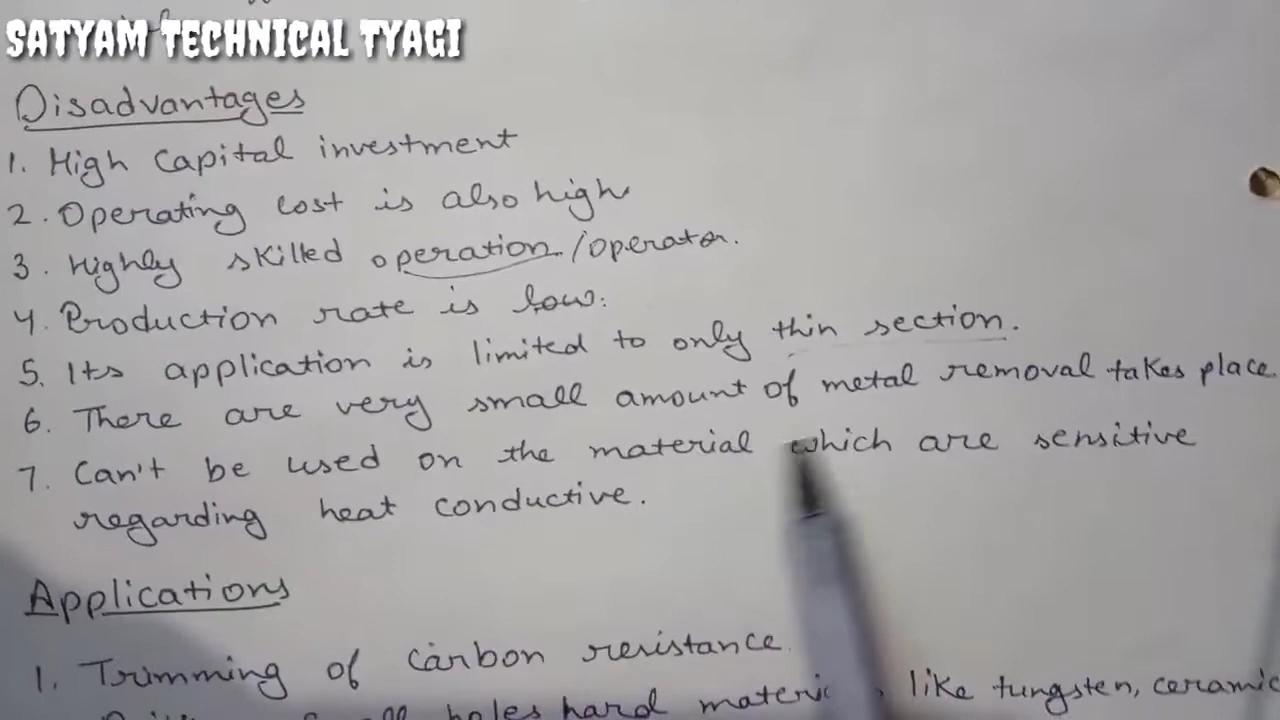 SATYAM TECHNICAL TYAGI
Disadvantages
1. High Capital investment
2. Operating cost is also high
3. Highly skilled operation/operator.
4. Production rate is low.
5. Its application is limited to only thin section.
6. There are very small amount of metal removal takes place.
7. Can't be used on the material which are sensitive
regarding heat conductive.
Applications
1. Trimming of carbon resistance.
holes hard like tungsten, ceramic